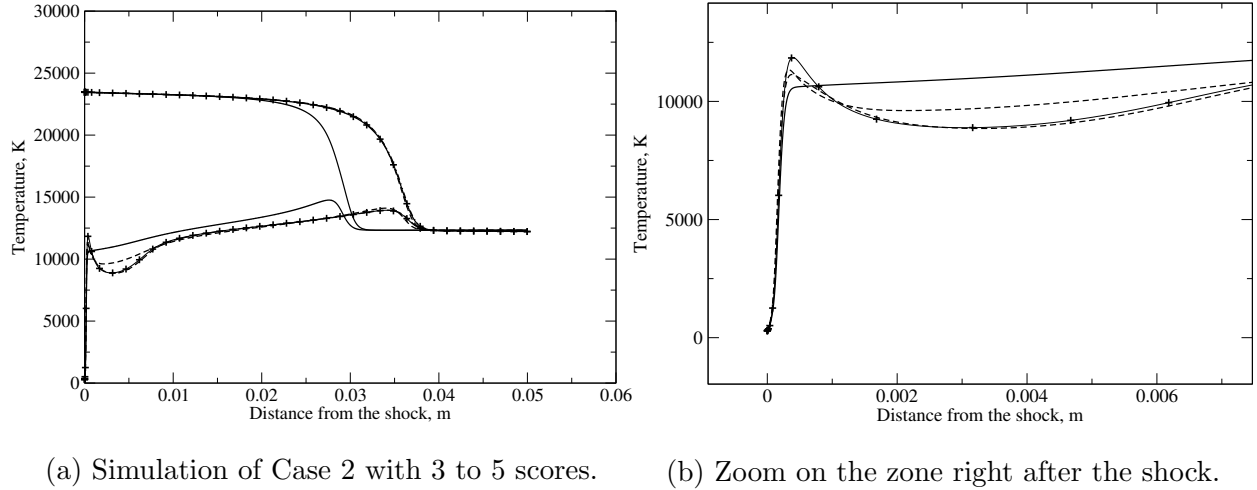 30000
25000
20000
15000
10000
5000
0
Temperature, K
0 0.01 0.02 0.03 0.04 0.05 0.06
Distance from the shock, m
10000
5000
0
Temperature, K
0 0.002 0.004 0.006
Distance from the shock, m
(a) Simulation of Case 2 with 3 to 5 scores.
(b) Zoom on the zone right after the shock.